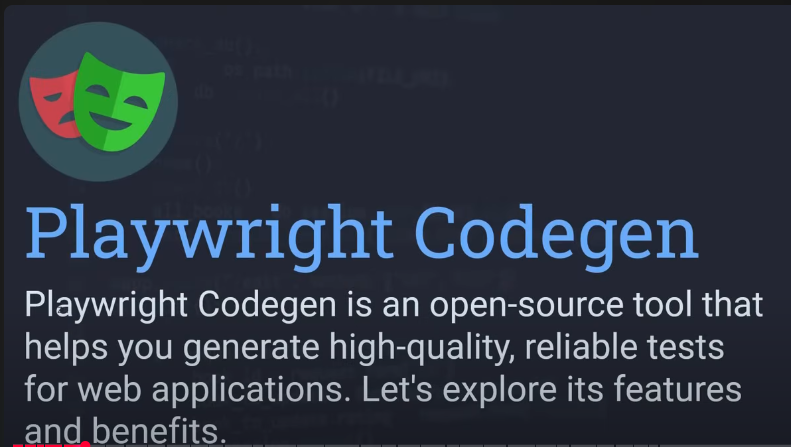 Playwright Codegen
Playwright Codegen is an open-source tool that
helps you generate high-quality, reliable tests
for web applications. Let's explore its features
and benefits.